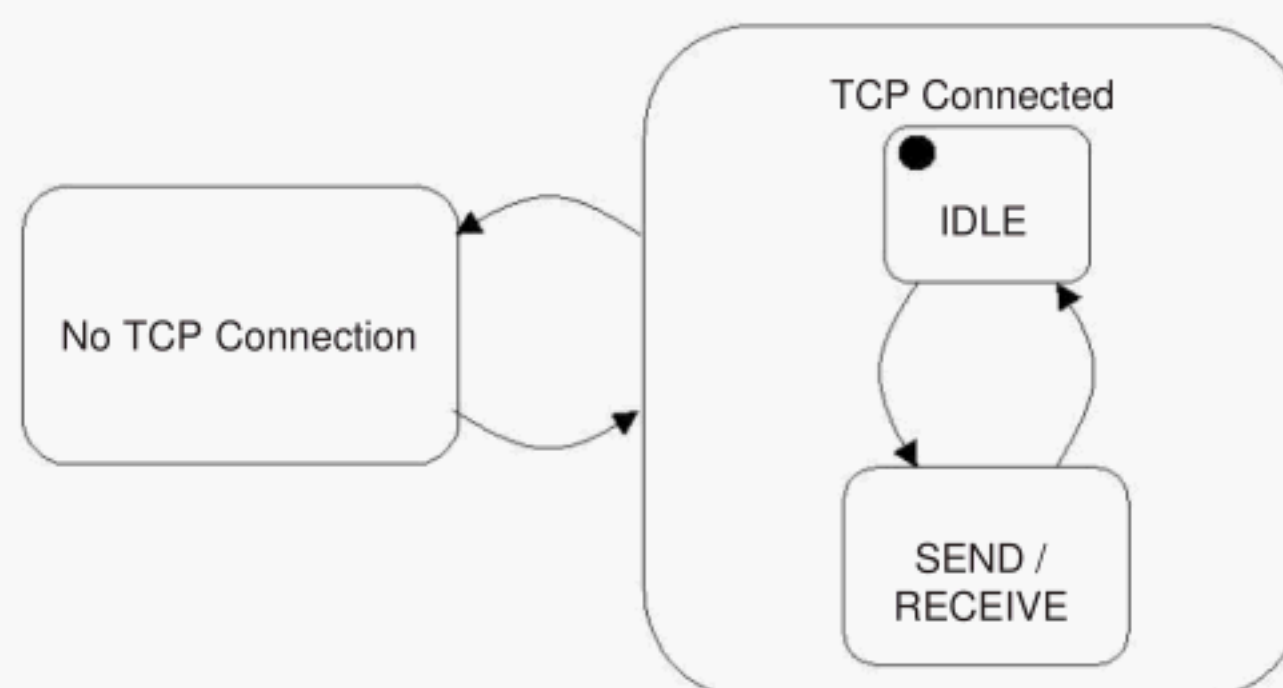 TCP Connected
IDLE
No TCP Connection
SEND /
RECEIVE